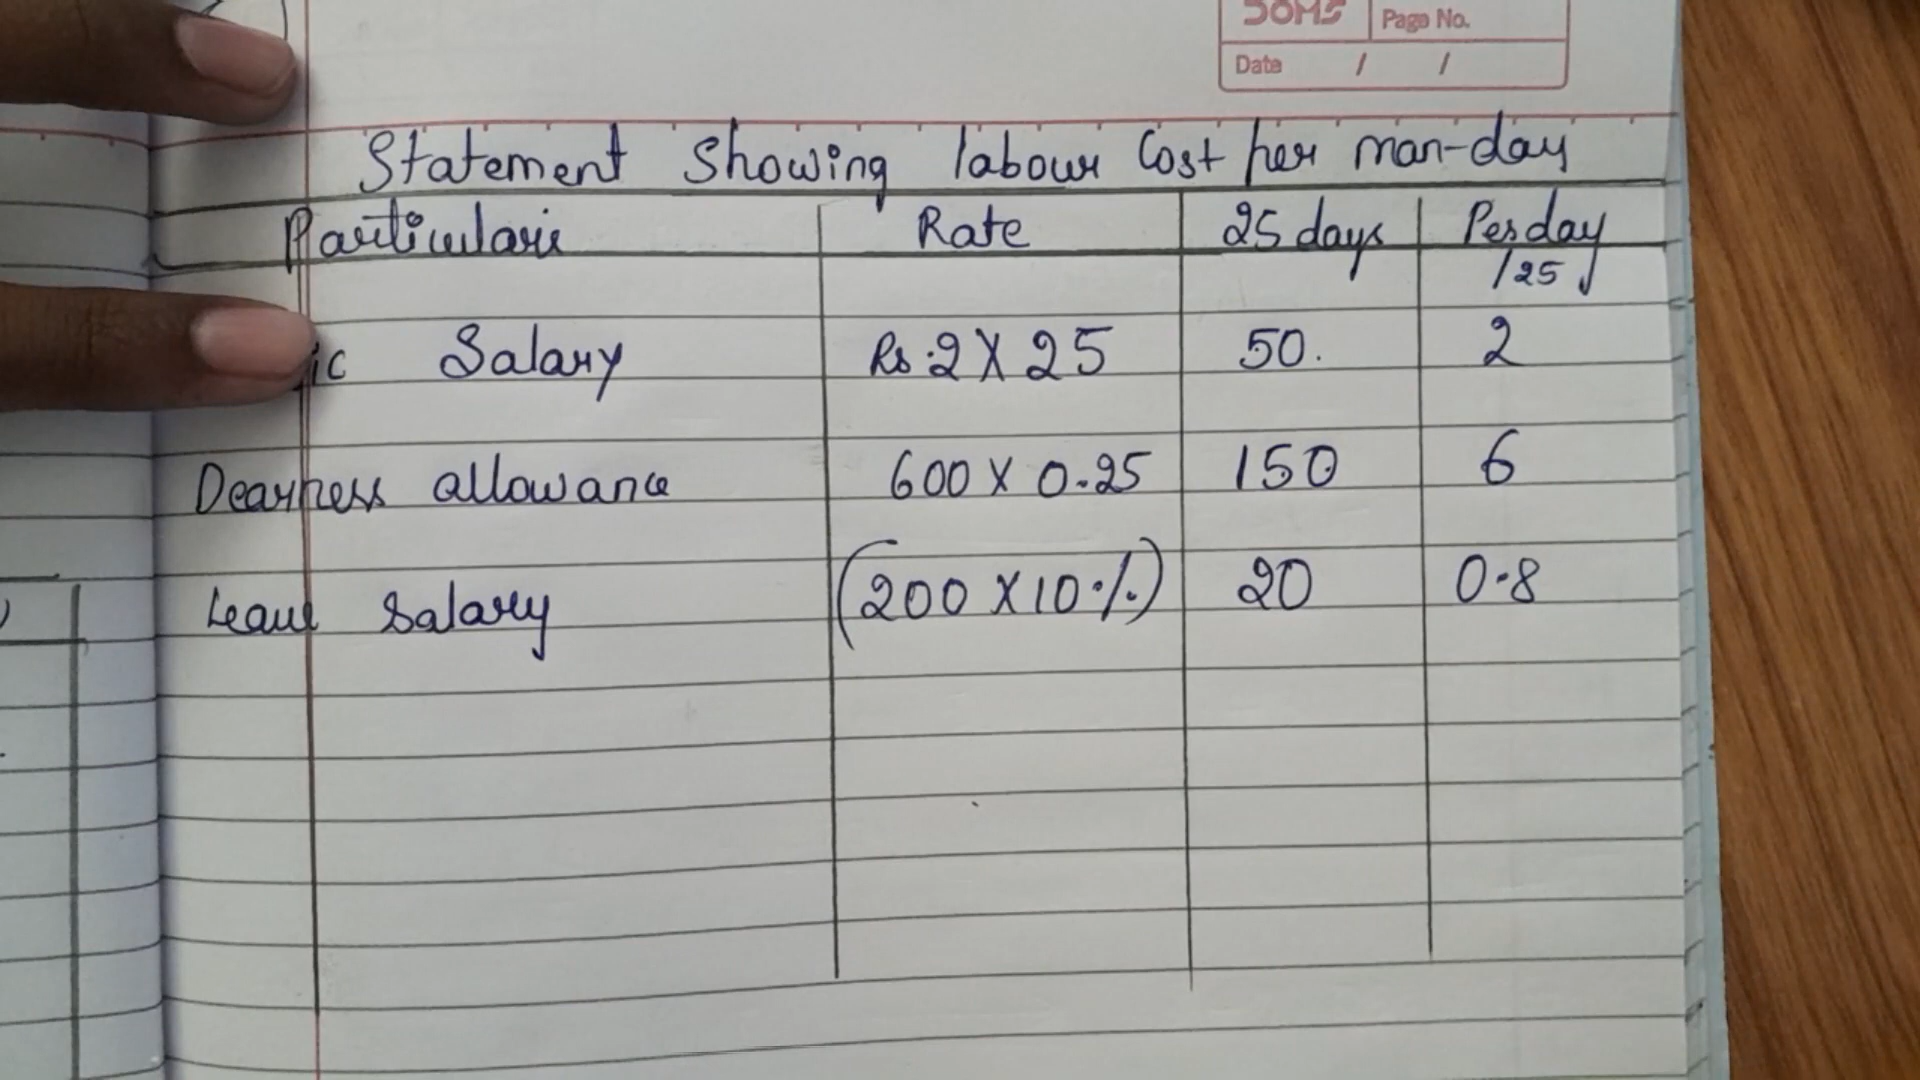 Page No.
Date / /
Statement Showing labour Cost per man-day
Particulars Rate 25 days Per day
/25
Salary Rs.2 X 25 50. 2
Dearness allowance 600 X 0.25 150 6
Leave Salary (200 X 10%) 20 0.8